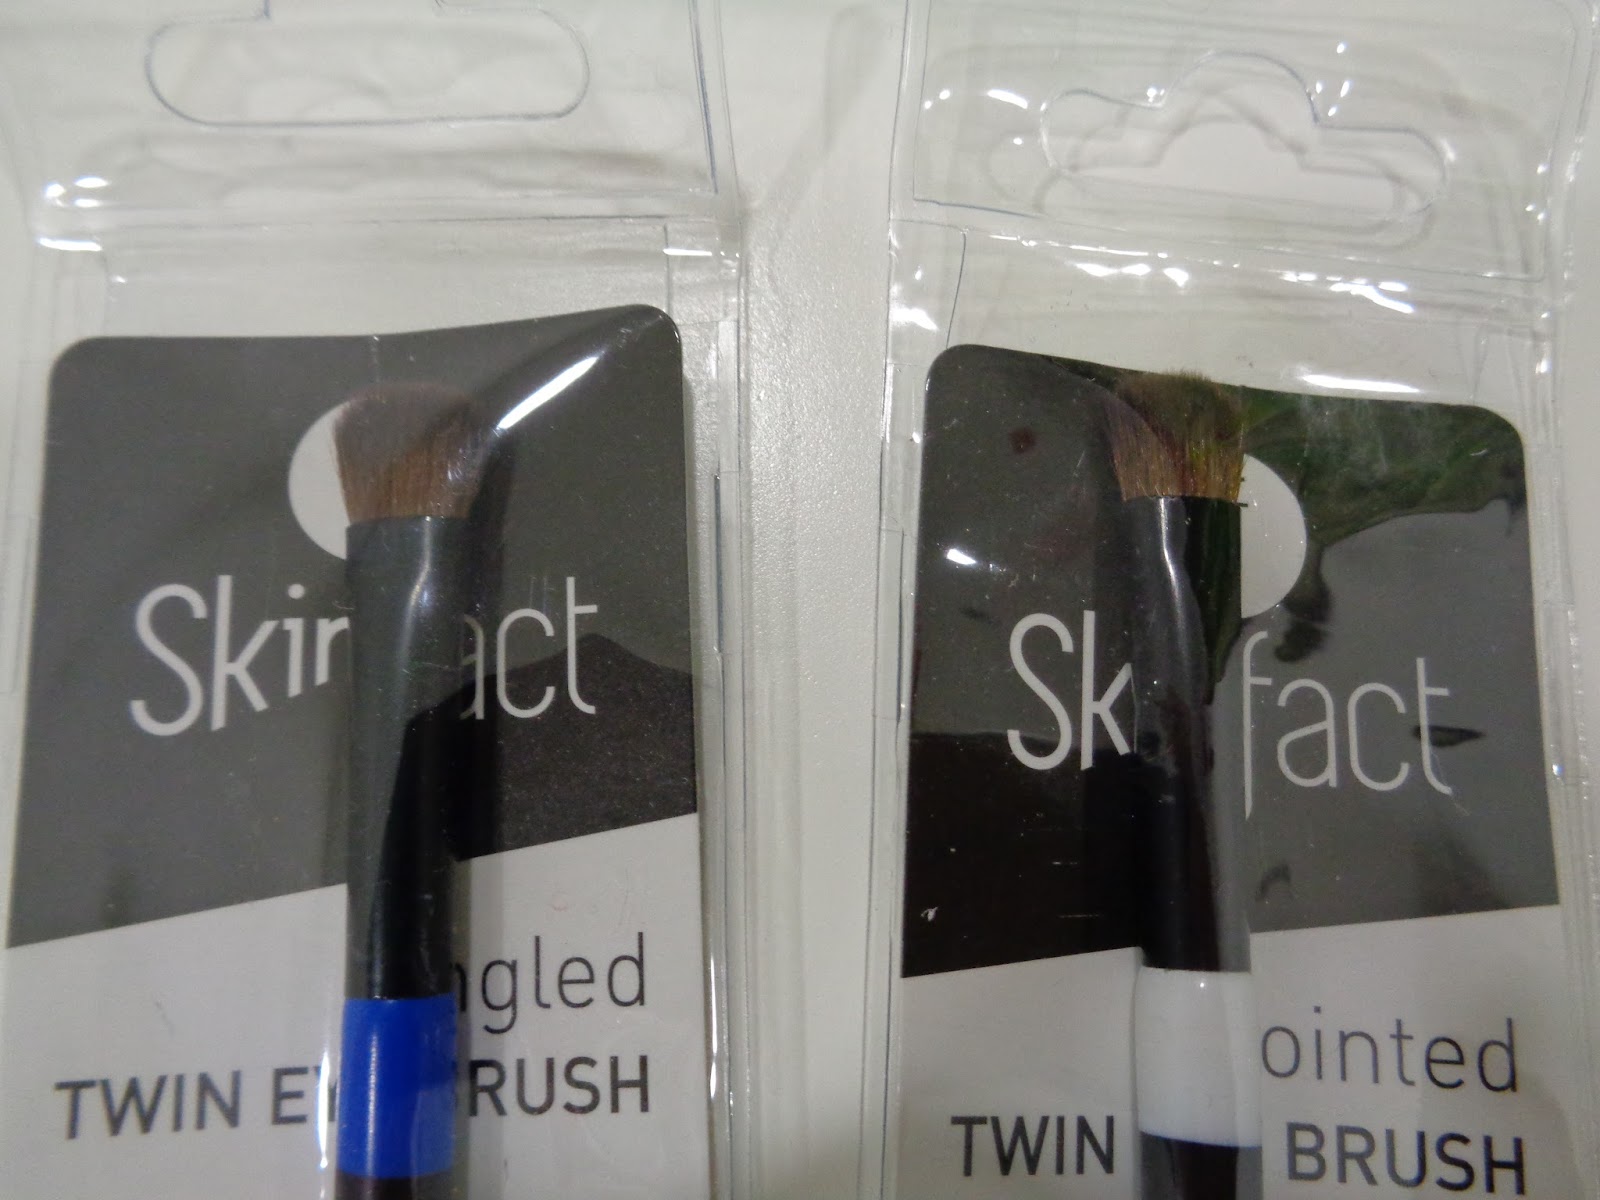 Skin act
ngled
TWIN EY RUSH
Sk fact
ointed
TWIN BRUSH